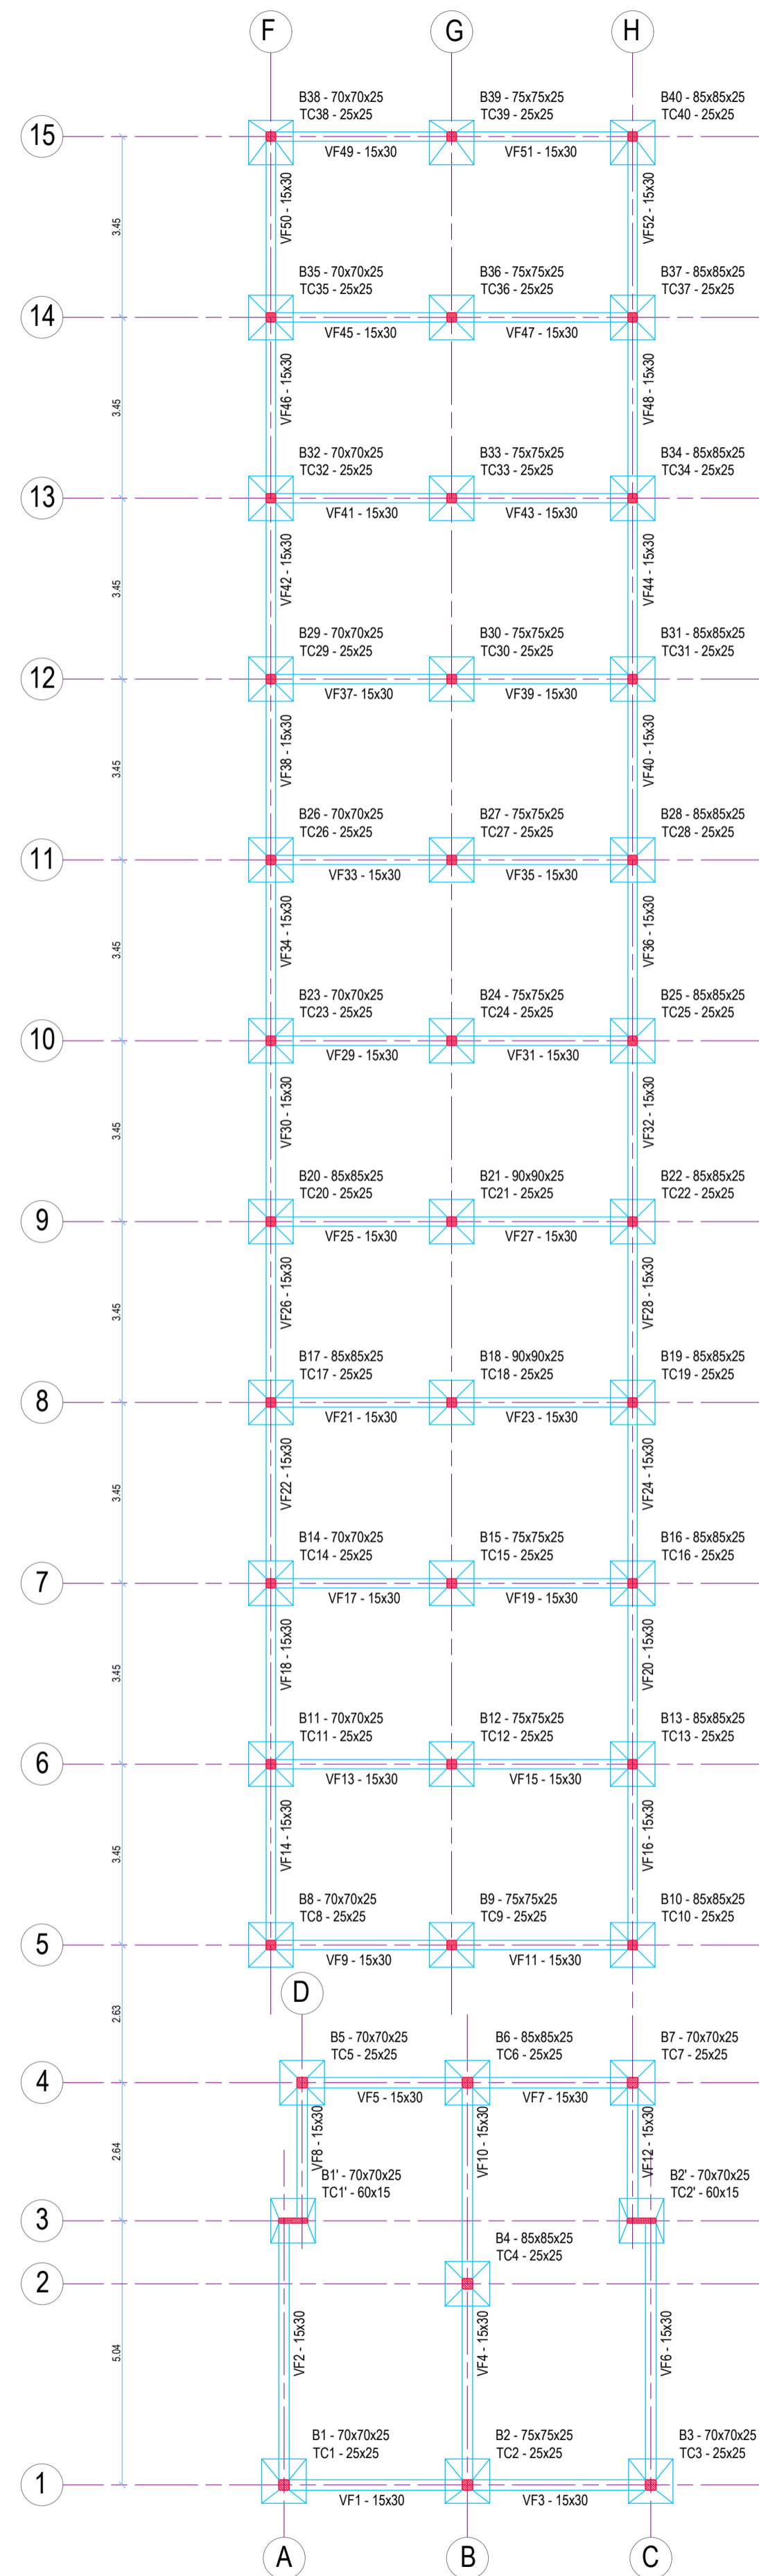 F G H
B38 - 70x70x25 B39 - 75x75x25 B40 - 85x85x25
TC38 - 25x25 TC39 - 25x25 TC40 - 25x25
15
VF49 - 15x30 VF51 - 15x30
VF50 - 15x30 VF52 - 15x30
3.45
B35 - 70x70x25 B36 - 75x75x25 B37 - 85x85x25
TC35 - 25x25 TC36 - 25x25 TC37 - 25x25
14
VF45 - 15x30 VF47 - 15x30
VF46 - 15x30 VF48 - 15x30
3.45
B32 - 70x70x25 B33 - 75x75x25 B34 - 85x85x25
TC32 - 25x25 TC33 - 25x25 TC34 - 25x25
13
VF41 - 15x30 VF43 - 15x30
VF42 - 15x30 VF44 - 15x30
3.45
B29 - 70x70x25 B30 - 75x75x25 B31 - 85x85x25
TC29 - 25x25 TC30 - 25x25 TC31 - 25x25
12
VF37- 15x30 VF39 - 15x30
VF38 - 15x30 VF40 - 15x30
3.45
B26 - 70x70x25 B27 - 75x75x25 B28 - 85x85x25
TC26 - 25x25 TC27 - 25x25 TC28 - 25x25
11
VF33 - 15x30 VF35 - 15x30
VF34 - 15x30 VF36 - 15x30
3.45
B23 - 70x70x25 B24 - 75x75x25 B25 - 85x85x25
TC23 - 25x25 TC24 - 25x25 TC25 - 25x25
10
VF29 - 15x30 VF31 - 15x30
VF30 - 15x30 VF32 - 15x30
3.45
B20 - 85x85x25 B21 - 90x90x25 B22 - 85x85x25
TC20 - 25x25 TC21 - 25x25 TC22 - 25x25
9
VF25 - 15x30 VF27 - 15x30
VF26 - 15x30 VF28 - 15x30
3.45
B17 - 85x85x25 B18 - 90x90x25 B19 - 85x85x25
TC17 - 25x25 TC18 - 25x25 TC19 - 25x25
8
VF21 - 15x30 VF23 - 15x30
VF22 - 15x30 VF24 - 15x30
3.45
B14 - 70x70x25 B15 - 75x75x25 B16 - 85x85x25
TC14 - 25x25 TC15 - 25x25 TC16 - 25x25
7
VF17 - 15x30 VF19 - 15x30
VF18 - 15x30 VF20 - 15x30
3.45
B11 - 70x70x25 B12 - 75x75x25 B13 - 85x85x25
TC11 - 25x25 TC12 - 25x25 TC13 - 25x25
6
VF13 - 15x30 VF15 - 15x30
VF14 - 15x30 VF16 - 15x30
3.45
B8 - 70x70x25 B9 - 75x75x25 B10 - 85x85x25
TC8 - 25x25 TC9 - 25x25 TC10 - 25x25
5
VF9 - 15x30 VF11 - 15x30
D
2.63
B5 - 70x70x25 B6 - 85x85x25 B7 - 70x70x25
TC5 - 25x25 TC6 - 25x25 TC7 - 25x25
4
VF5 - 15x30 VF7 - 15x30
VF8 - 15x30 VF10 - 15x30 VF12 - 15x30
2.64
B1' - 70x70x25 B2' - 70x70x25
TC1' - 60x15 TC2' - 60x15
3
B4 - 85x85x25
TC4 - 25x25
2
VF2 - 15x30 VF4 - 15x30 VF6 - 15x30
5.04
B1 - 70x70x25 B2 - 75x75x25 B3 - 70x70x25
TC1 - 25x25 TC2 - 25x25 TC3 - 25x25
1
VF1 - 15x30 VF3 - 15x30
A B C